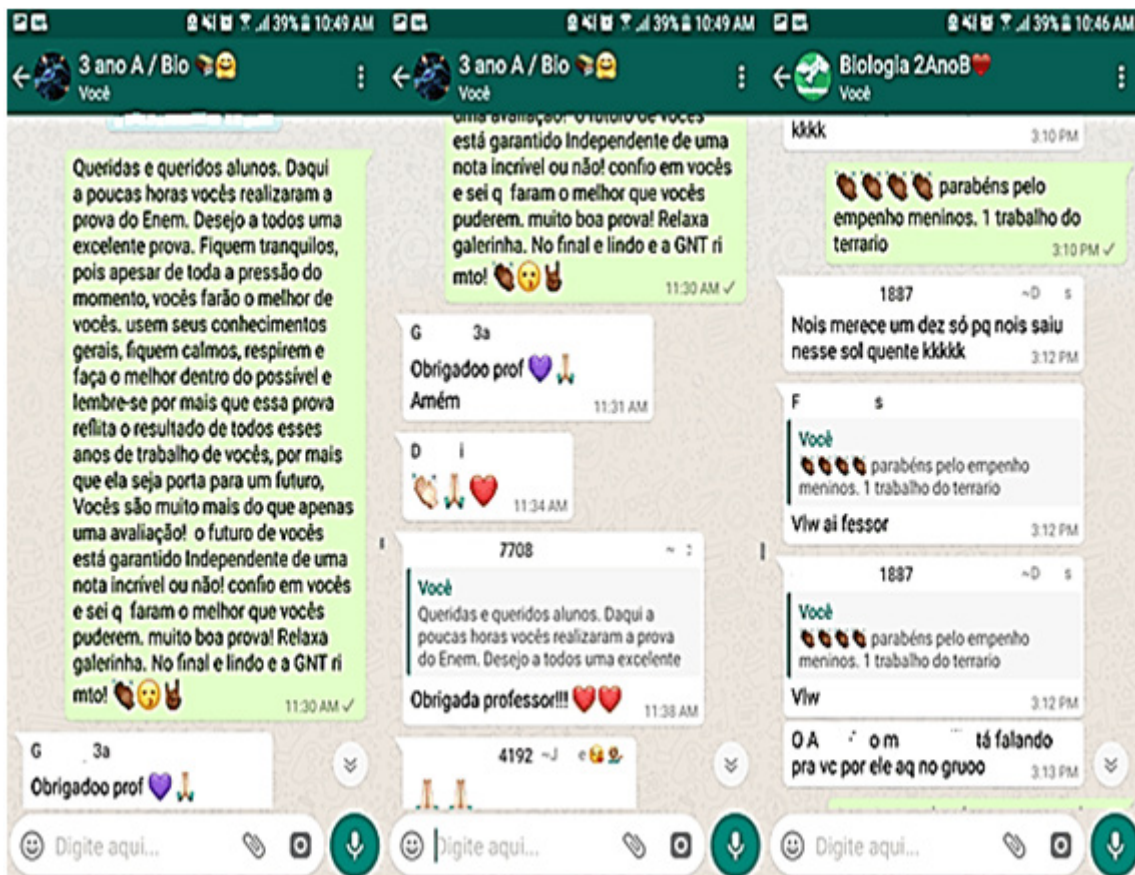 39% 10:49 AM
3 ano A / Bio 📚🤗
Você
Queridas e queridos alunos. Daqui
a poucas horas vocês realizaram a
prova do Enem. Desejo a todos uma
excelente prova. Fiquem tranquilos,
pois apesar de toda a pressão do
momento, vocês farão o melhor de
vocês. usem seus conhecimentos
gerais, fiquem calmos, respirem e
faça o melhor dentro do possível e
lembre-se por mais que essa prova
reflita o resultado de todos esses
anos de trabalho de vocês, por mais
que ela seja porta para um futuro,
Vocês são muito mais do que apenas
uma avaliação! o futuro de vocês
está garantido Independente de uma
nota incrível ou não! confio em vocês
e sei q faram o melhor que vocês
puderem. muito boa prova! Relaxa
galerinha. No final e lindo e a GNT ri
mto! 👏🏾😗🤘🏾
11:30 AM ✓
G 3a
Obrigadoo prof 💜🙏🏼
Digite aqui...
39% 10:49 AM
3 ano A / Bio 📚🤗
Você
uma avaliação! o futuro de vocês
está garantido Independente de uma
nota incrível ou não! confio em vocês
e sei q faram o melhor que vocês
puderem. muito boa prova! Relaxa
galerinha. No final e lindo e a GNT ri
mto! 👏🏾😗🤘🏾
11:30 AM ✓
G 3a
Obrigadoo prof 💜🙏🏼
Amém
11:31 AM
D i
👏🏼🙏🏼❤️
11:34 AM
7708 ~ :
Você
Queridas e queridos alunos. Daqui a
poucas horas vocês realizaram a prova
do Enem. Desejo a todos uma excelente
Obrigada professor!!! ❤️❤️
11:38 AM
4192 ~J e
🙏🏼🙏🏼
Digite aqui...
39% 10:46 AM
Biologia 2AnoB♥️
Você
kkkk
3:10 PM
👏🏾👏🏾👏🏾👏🏾 parabéns pelo
empenho meninos. 1 trabalho do
terrario
3:10 PM ✓
1887 ~D s
Nois merece um dez só pq nois saiu
nesse sol quente kkkkk
3:12 PM
F s
Você
👏🏾👏🏾👏🏾👏🏾 parabéns pelo empenho
meninos. 1 trabalho do terrario
Vlw ai fessor
3:12 PM
1887 ~D s
Você
👏🏾👏🏾👏🏾👏🏾 parabéns pelo empenho
meninos. 1 trabalho do terrario
Vlw
3:12 PM
O A o m tá falando
pra vc por ele aq no gruoo
3:13 PM
Digite aqui...